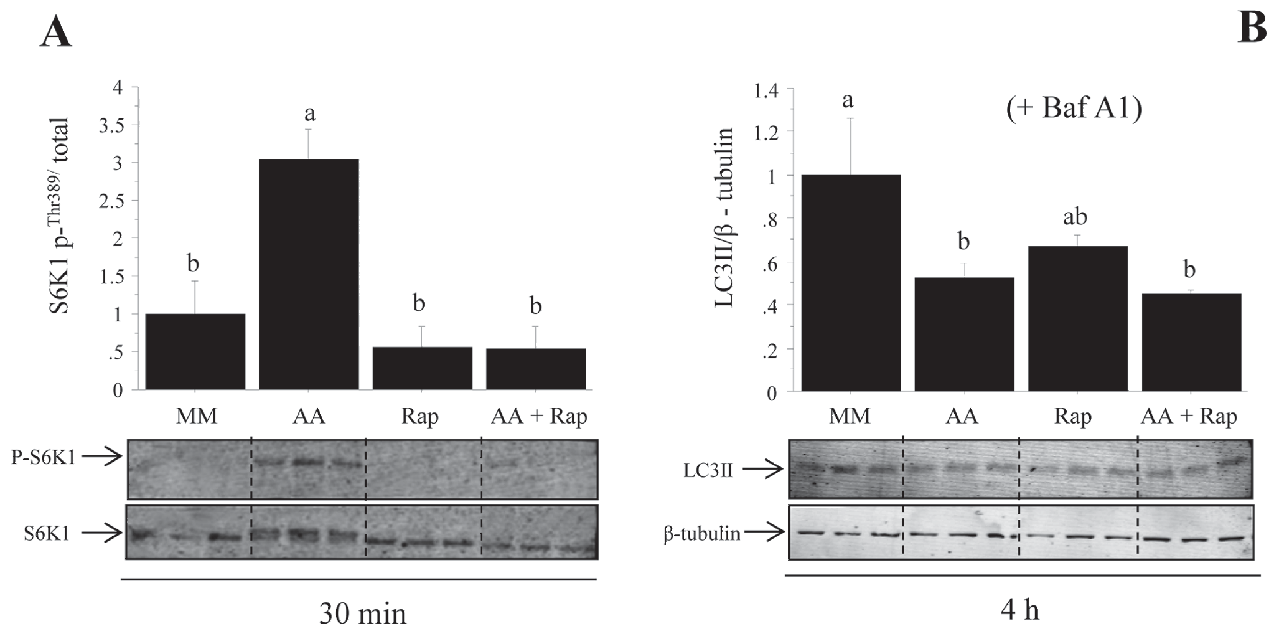 A
S6K1 p-Thr389/ total
4
3.5
3
2.5
2
1.5
1
.5
0
b
a
b
b
MM AA Rap AA + Rap
P-S6K1
S6K1
30 min
B
(+ Baf A1)
LC3II/β - tubulin
1.4
1.2
1
.8
.6
.4
.2
0
a
b
ab
b
MM AA Rap AA + Rap
LC3II
β-tubulin
4 h